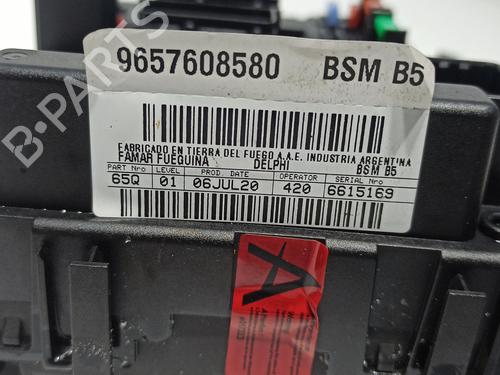 9657608580 BSM B5
FABRICADO EN TIERRA DEL FUEGO A.A.E. INDUSTRIA ARGENTINA
FAMAR FUEGUINA DELPHI BSM B5
PART No LEVEL PROD. DATE OPERATOR SERIAL No
65Q 01 06JUL20 420 6615169
A
B-PARTS